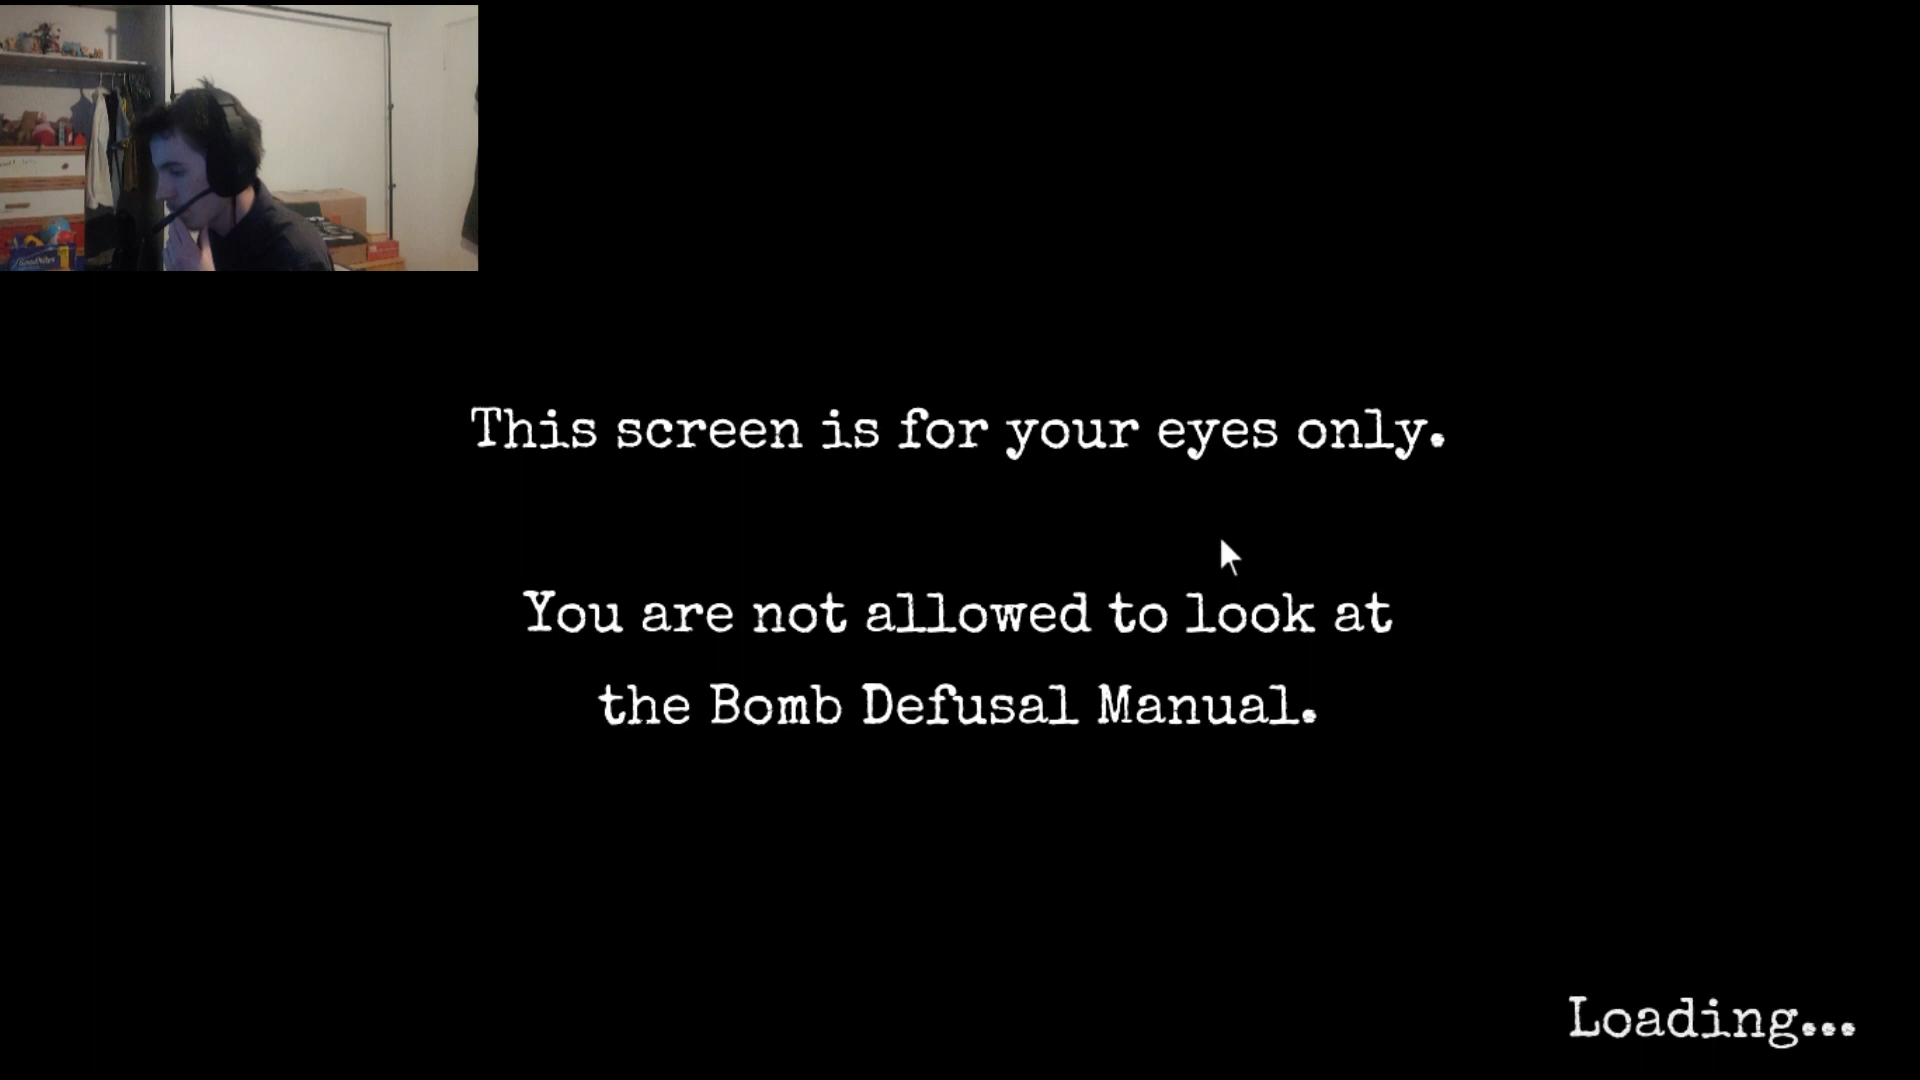 This screen is for your eyes only.
You are not allowed to look at
the Bomb Defusal Manual.
Loading...